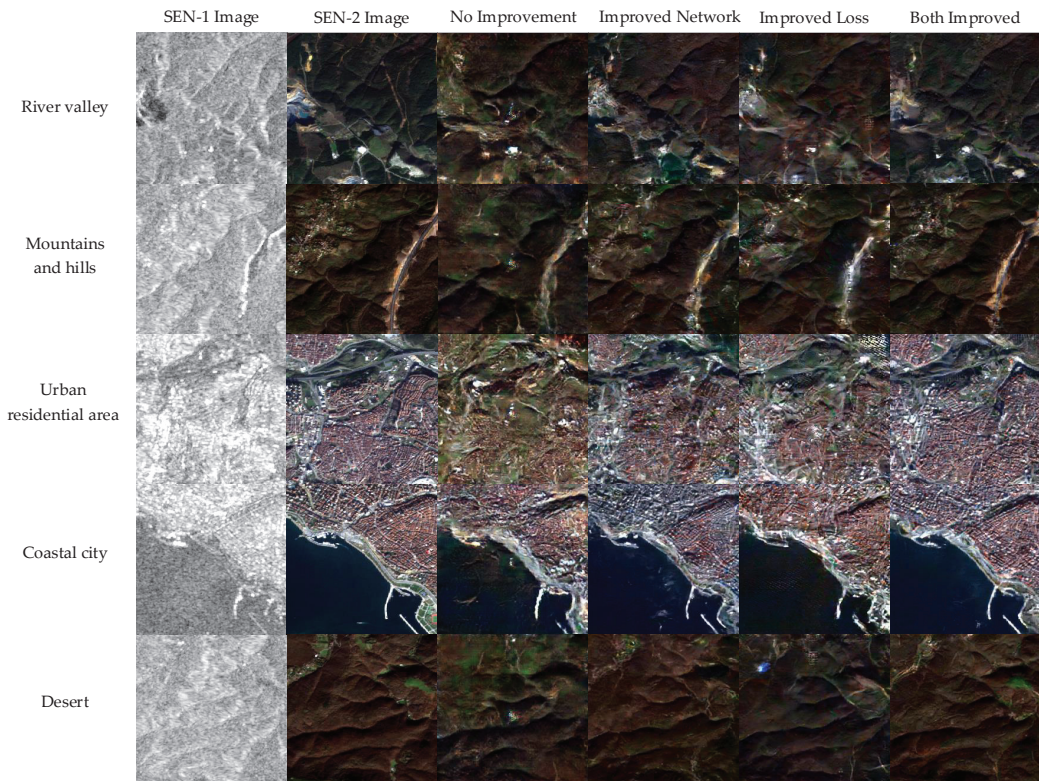 SEN-1 Image SEN-2 Image No Improvement Improved Network Improved Loss Both Improved
River valley
Mountains
and hills
Urban
residential area
Coastal city
Desert